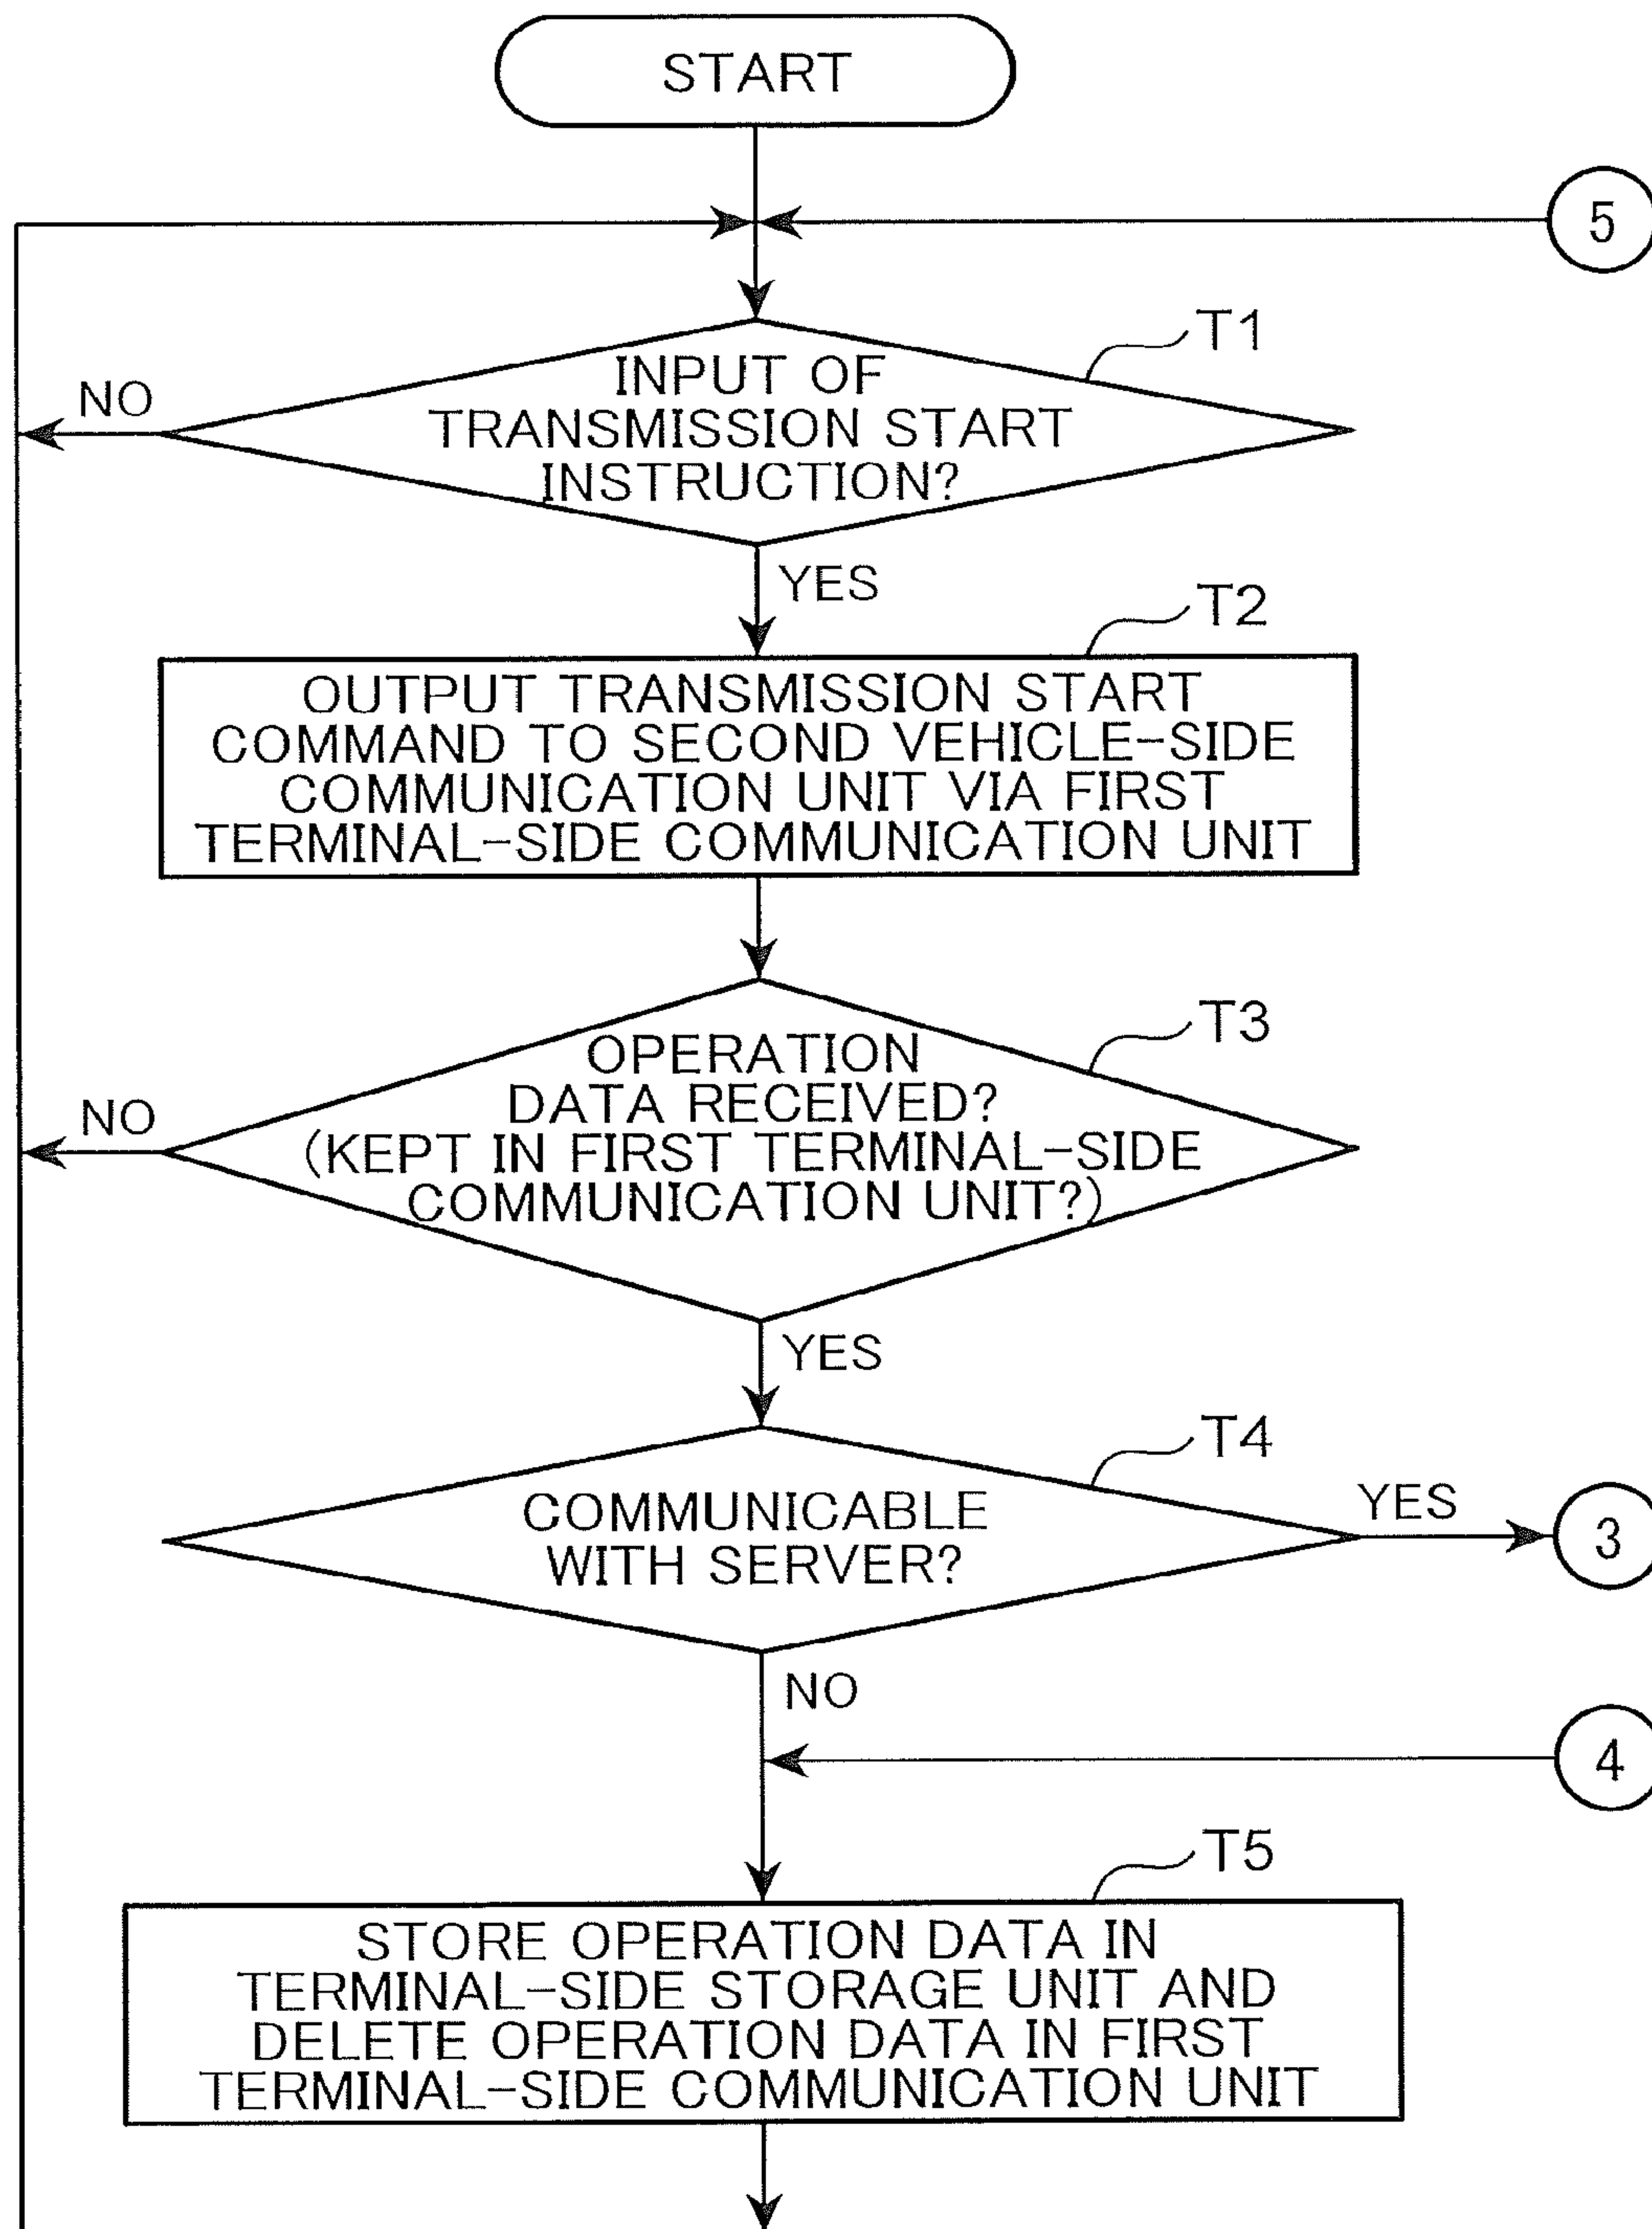 START
5
T1
INPUT OF
TRANSMISSION START
INSTRUCTION?
NO
YES
T2
OUTPUT TRANSMISSION START
COMMAND TO SECOND VEHICLE-SIDE
COMMUNICATION UNIT VIA FIRST
TERMINAL-SIDE COMMUNICATION UNIT
T3
OPERATION
DATA RECEIVED?
(KEPT IN FIRST TERMINAL-SIDE
COMMUNICATION UNIT?)
NO
YES
T4
COMMUNICABLE
WITH SERVER?
YES
3
NO
4
T5
STORE OPERATION DATA IN
TERMINAL-SIDE STORAGE UNIT AND
DELETE OPERATION DATA IN FIRST
TERMINAL-SIDE COMMUNICATION UNIT